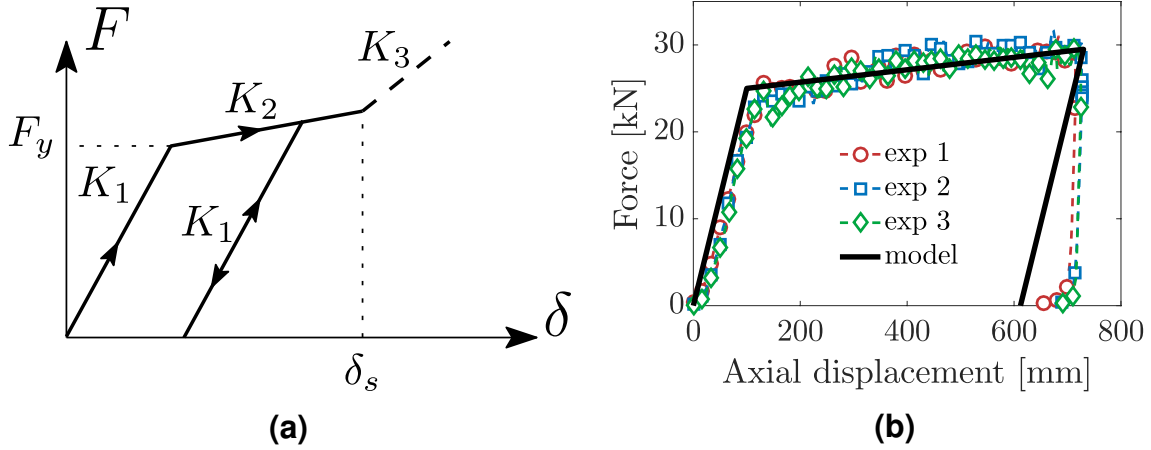 F
K₃
K₂
F_y
K₁
K₁
δ
δₛ
(a)
30
20
10
0
Force [kN]
exp 1
exp 2
exp 3
model
0
200
400
600
800
Axial displacement [mm]
(b)